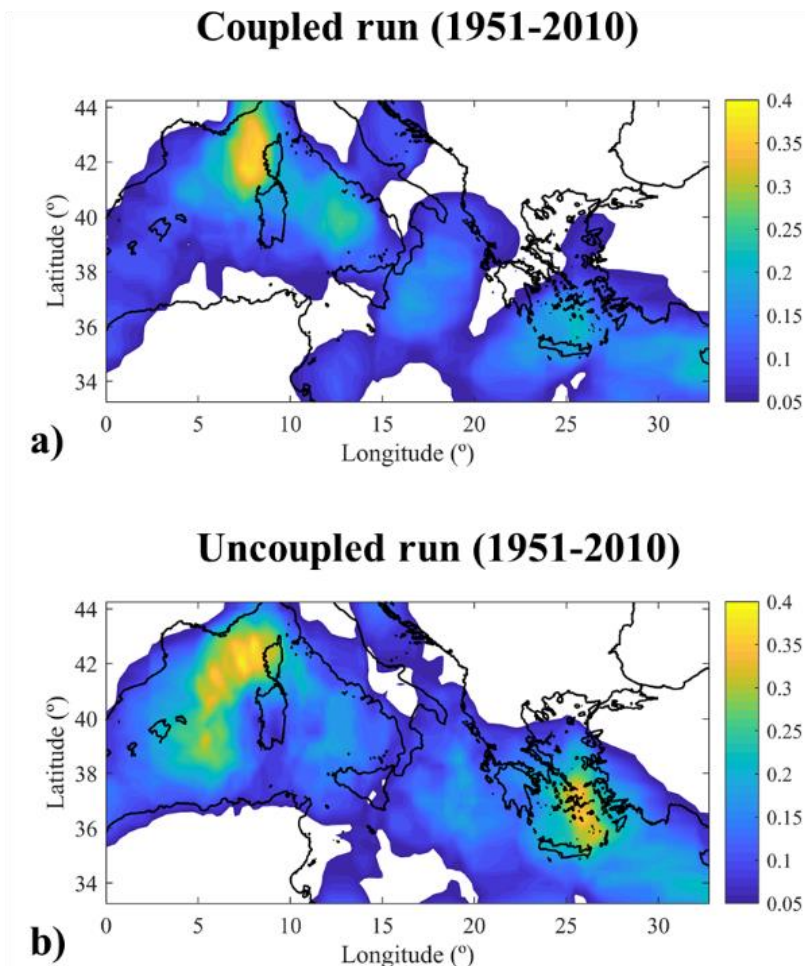 Coupled run (1951-2010)
44
42
40
38
36
34
Latitude (º)
0 5 10 15 20 25 30
Longitude (º)
0.4
0.35
0.3
0.25
0.2
0.15
0.1
0.05
a)
Uncoupled run (1951-2010)
44
42
40
38
36
34
Latitude (º)
0 5 10 15 20 25 30
Longitude (º)
0.4
0.35
0.3
0.25
0.2
0.15
0.1
0.05
b)